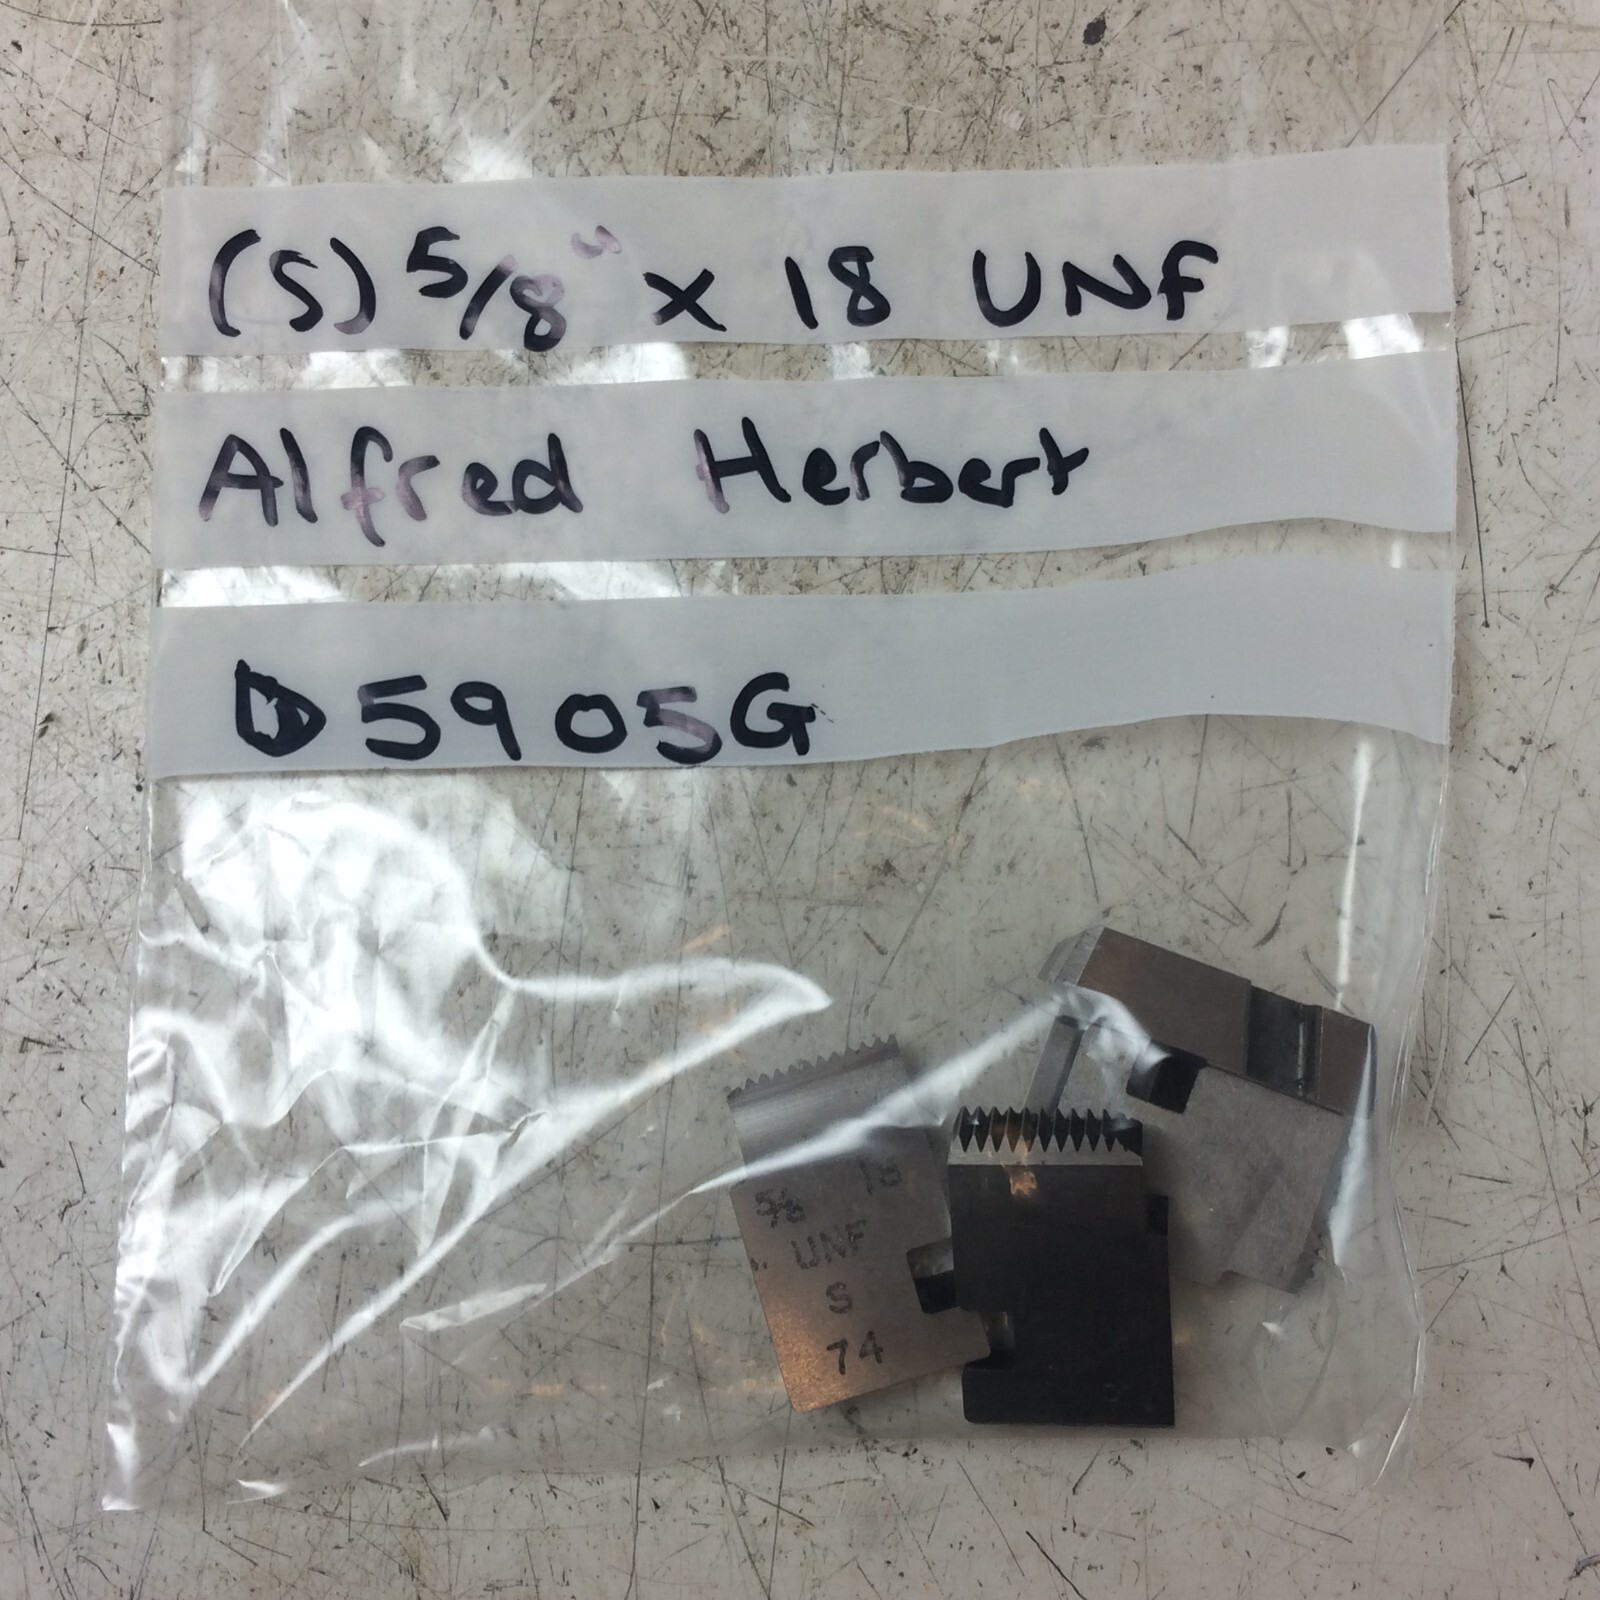 (S) 5/8" x 18 UNF
Alfred Herbert
D5905G
5/8 18
UNF
S
74